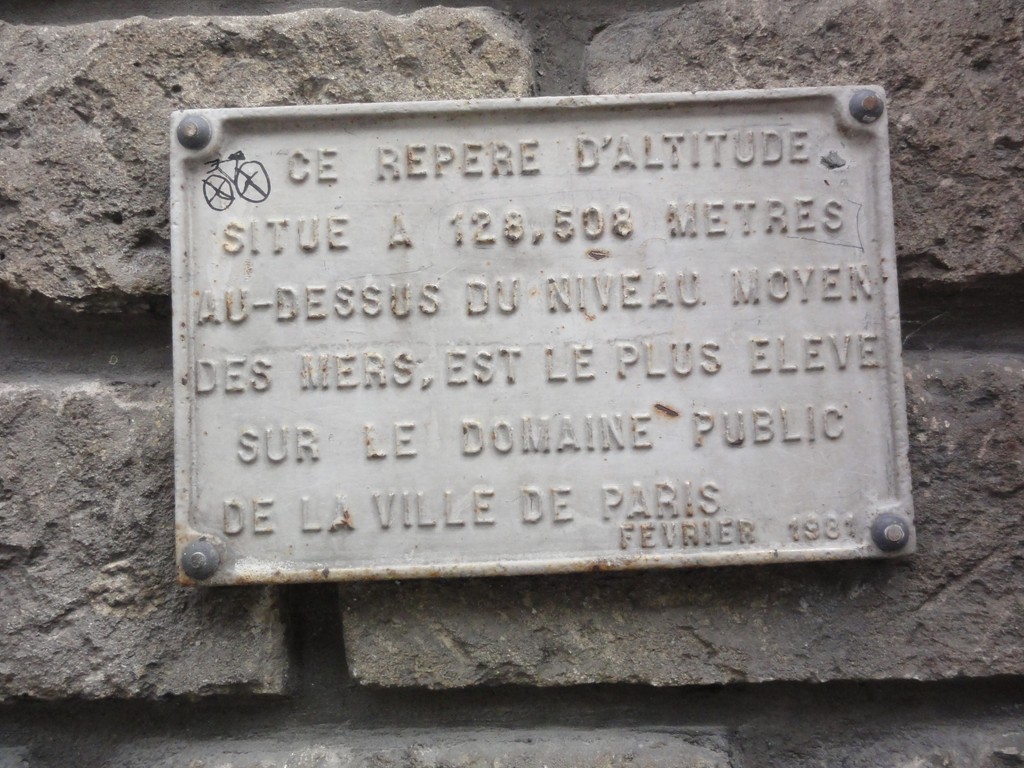 CE REPERE D'ALTITUDE
SITUE A 128,508 METRES
AU-DESSUS DU NIVEAU MOYEN
DES MERS, EST LE PLUS ELEVE
SUR LE DOMAINE PUBLIC
DE LA VILLE DE PARIS
FEVRIER 1981